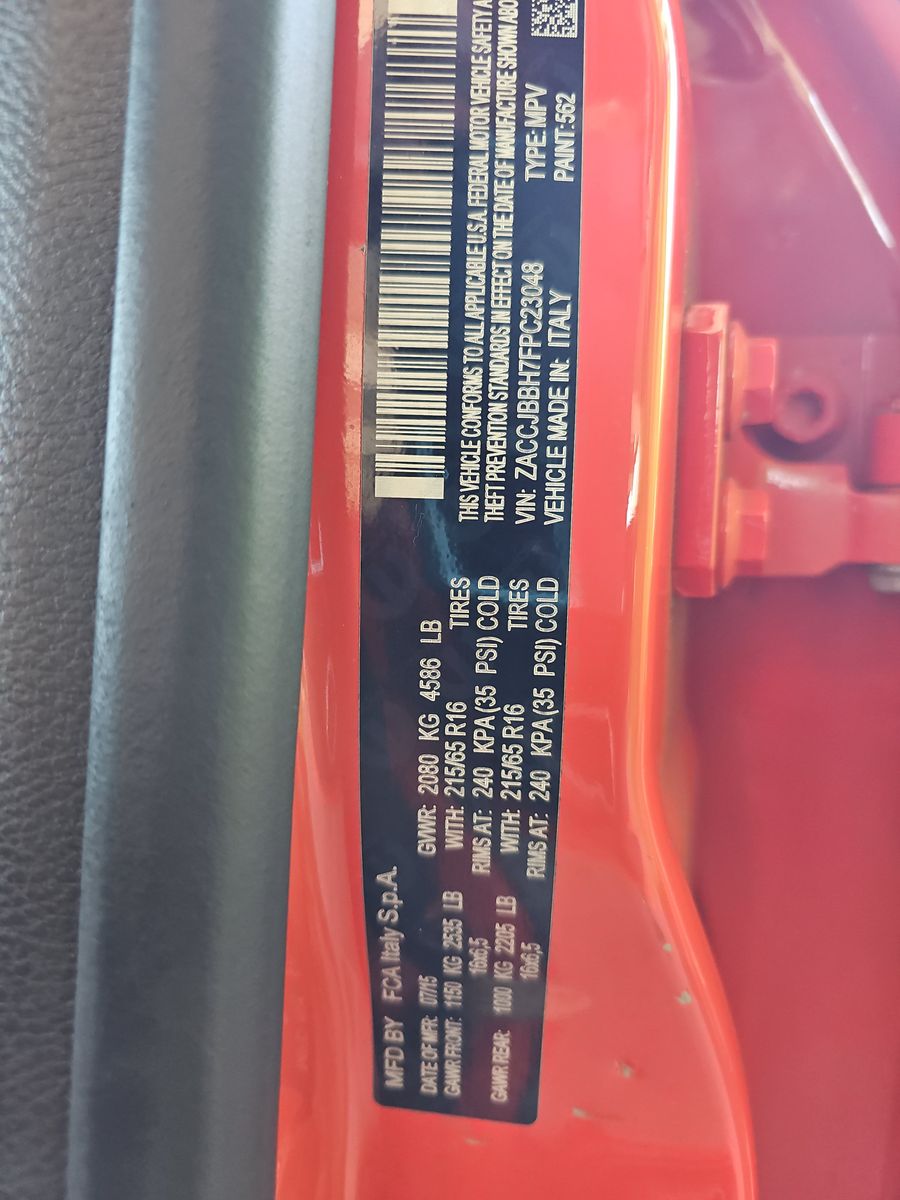 MFD BY FCA Italy S.p.A.
DATE OF MFR: 07/15 GVWR: 2080 KG 4586 LB
GAWR FRONT: 1150 KG 2535 LB WITH: 215/65 R16 TIRES
16x6,5 RIMS AT: 240 KPA(35 PSI) COLD
GAWR REAR: 1000 KG 2205 LB WITH: 215/65 R16 TIRES
16x6,5 RIMS AT: 240 KPA(35 PSI) COLD
THIS VEHICLE CONFORMS TO ALL APPLICABLE U.S.A. FEDERAL MOTOR VEHICLE SAFETY
THEFT PREVENTION STANDARDS IN EFFECT ON THE DATE OF MANUFACTURE SHOWN
VIN: ZACCJBBH7FPC23048 TYPE: MPV
VEHICLE MADE IN: ITALY PAINT: 562